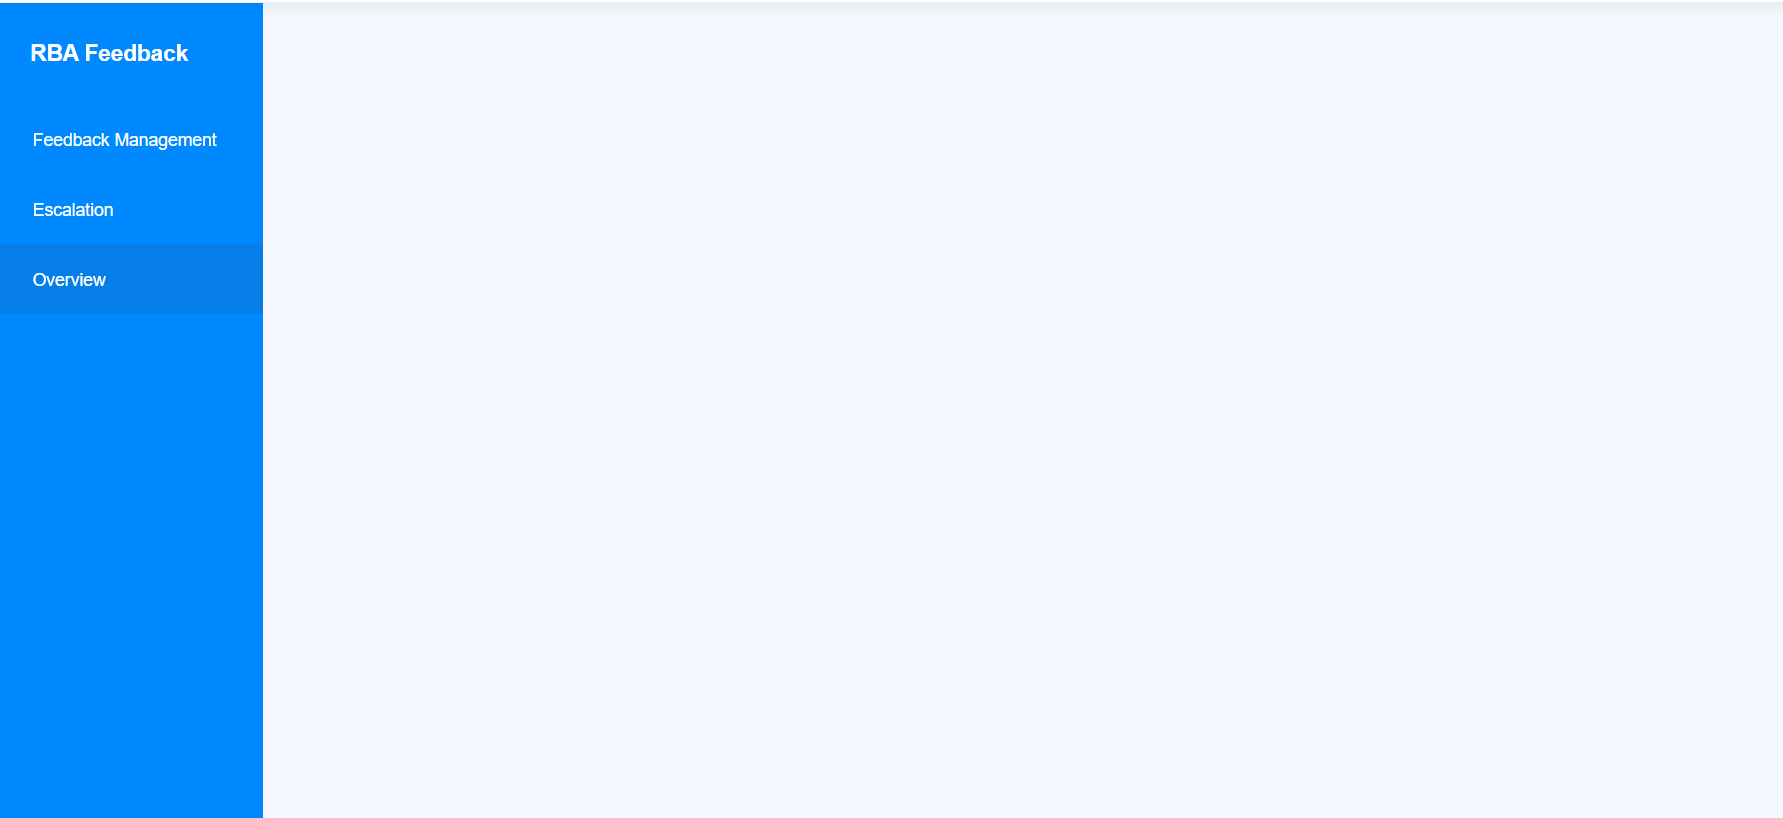 RBA Feedback
Feedback Management
Escalation
Overview